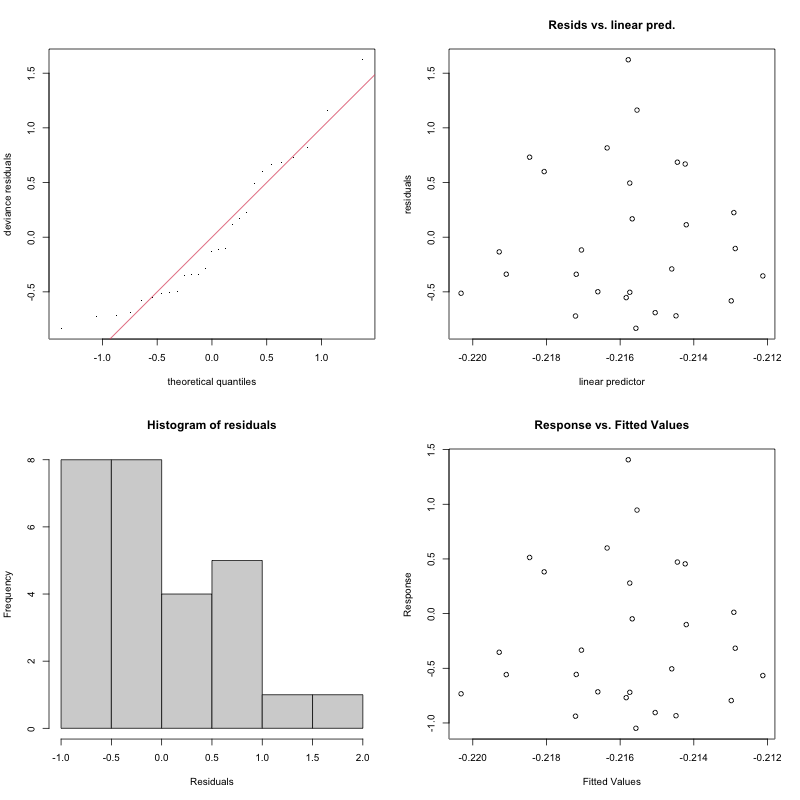 deviance residuals
1.5
1.0
0.5
0.0
-0.5
-1.0 -0.5 0.0 0.5 1.0
theoretical quantiles
Resids vs. linear pred.
residuals
1.5
1.0
0.5
0.0
-0.5
-0.220 -0.218 -0.216 -0.214 -0.212
linear predictor
Histogram of residuals
Frequency
8
6
4
2
0
-1.0 -0.5 0.0 0.5 1.0 1.5 2.0
Residuals
Response vs. Fitted Values
Response
1.5
1.0
0.5
0.0
-0.5
-1.0
-0.220 -0.218 -0.216 -0.214 -0.212
Fitted Values